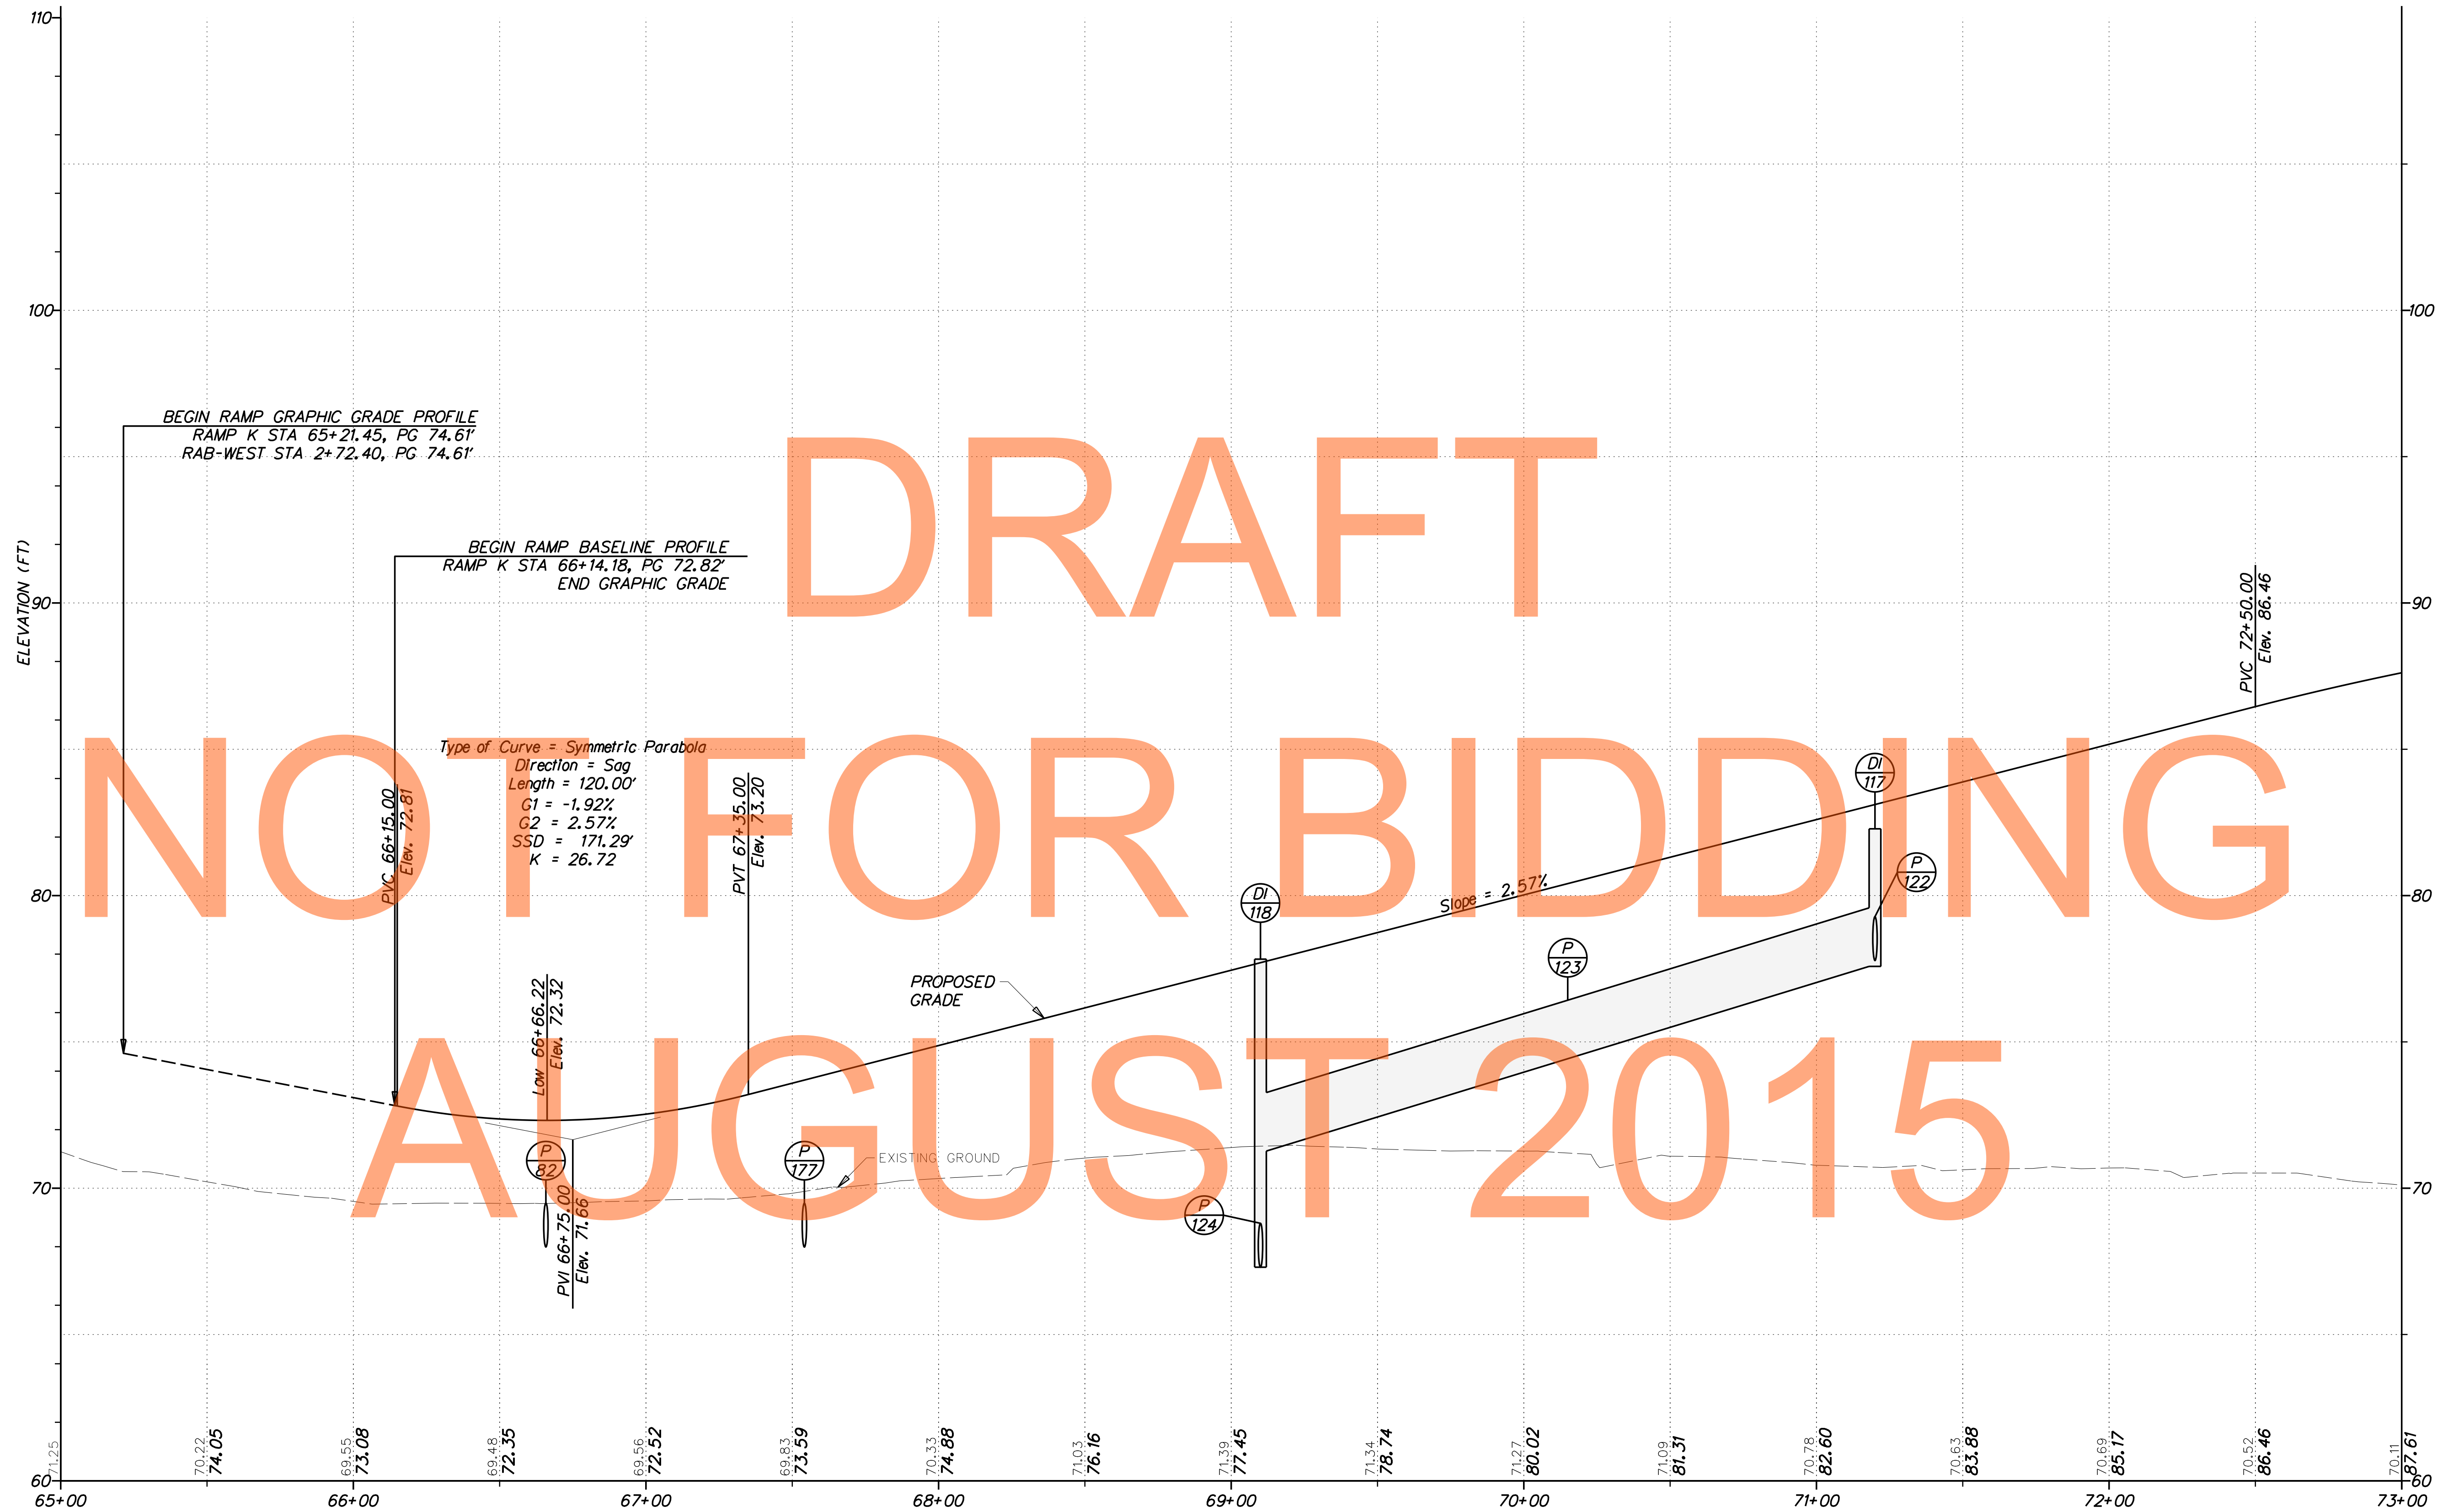 110
100
100
90
90
80
80
70
70
60
60
ELEVATION (FT)
BEGIN RAMP GRAPHIC GRADE PROFILE
RAMP K STA 65+21.45, PG 74.61'
RAB-WEST STA 2+72.40, PG 74.61'
BEGIN RAMP BASELINE PROFILE
RAMP K STA 66+14.18, PG 72.82'
END GRAPHIC GRADE
DRAFT
NOT FOR BIDDING
AUGUST 2015
Type of Curve = Symmetric Parabola
Direction = Sag
Length = 120.00'
G1 = -1.92%
G2 = 2.57%
SSD = 171.29'
K = 26.72
PVC 66+15.00
Elev. 72.81
PVT 67+35.00
Elev. 73.20
Low 66+66.22
Elev. 72.32
PVI 66+75.00
Elev. 71.66
PVC 72+50.00
Elev. 86.46
DI
117
P
122
DI
118
Slope = 2.57%
P
123
PROPOSED
GRADE
P
82
P
177
EXISTING GROUND
P
124
71.25
70.22
74.05
69.55
73.08
69.48
72.35
69.56
72.52
69.83
73.59
70.33
74.88
71.03
76.16
71.39
77.45
71.34
78.74
71.27
80.02
71.09
81.31
70.78
82.60
70.63
83.88
70.69
85.17
70.52
86.46
70.11
87.61
65+00
66+00
67+00
68+00
69+00
70+00
71+00
72+00
73+00